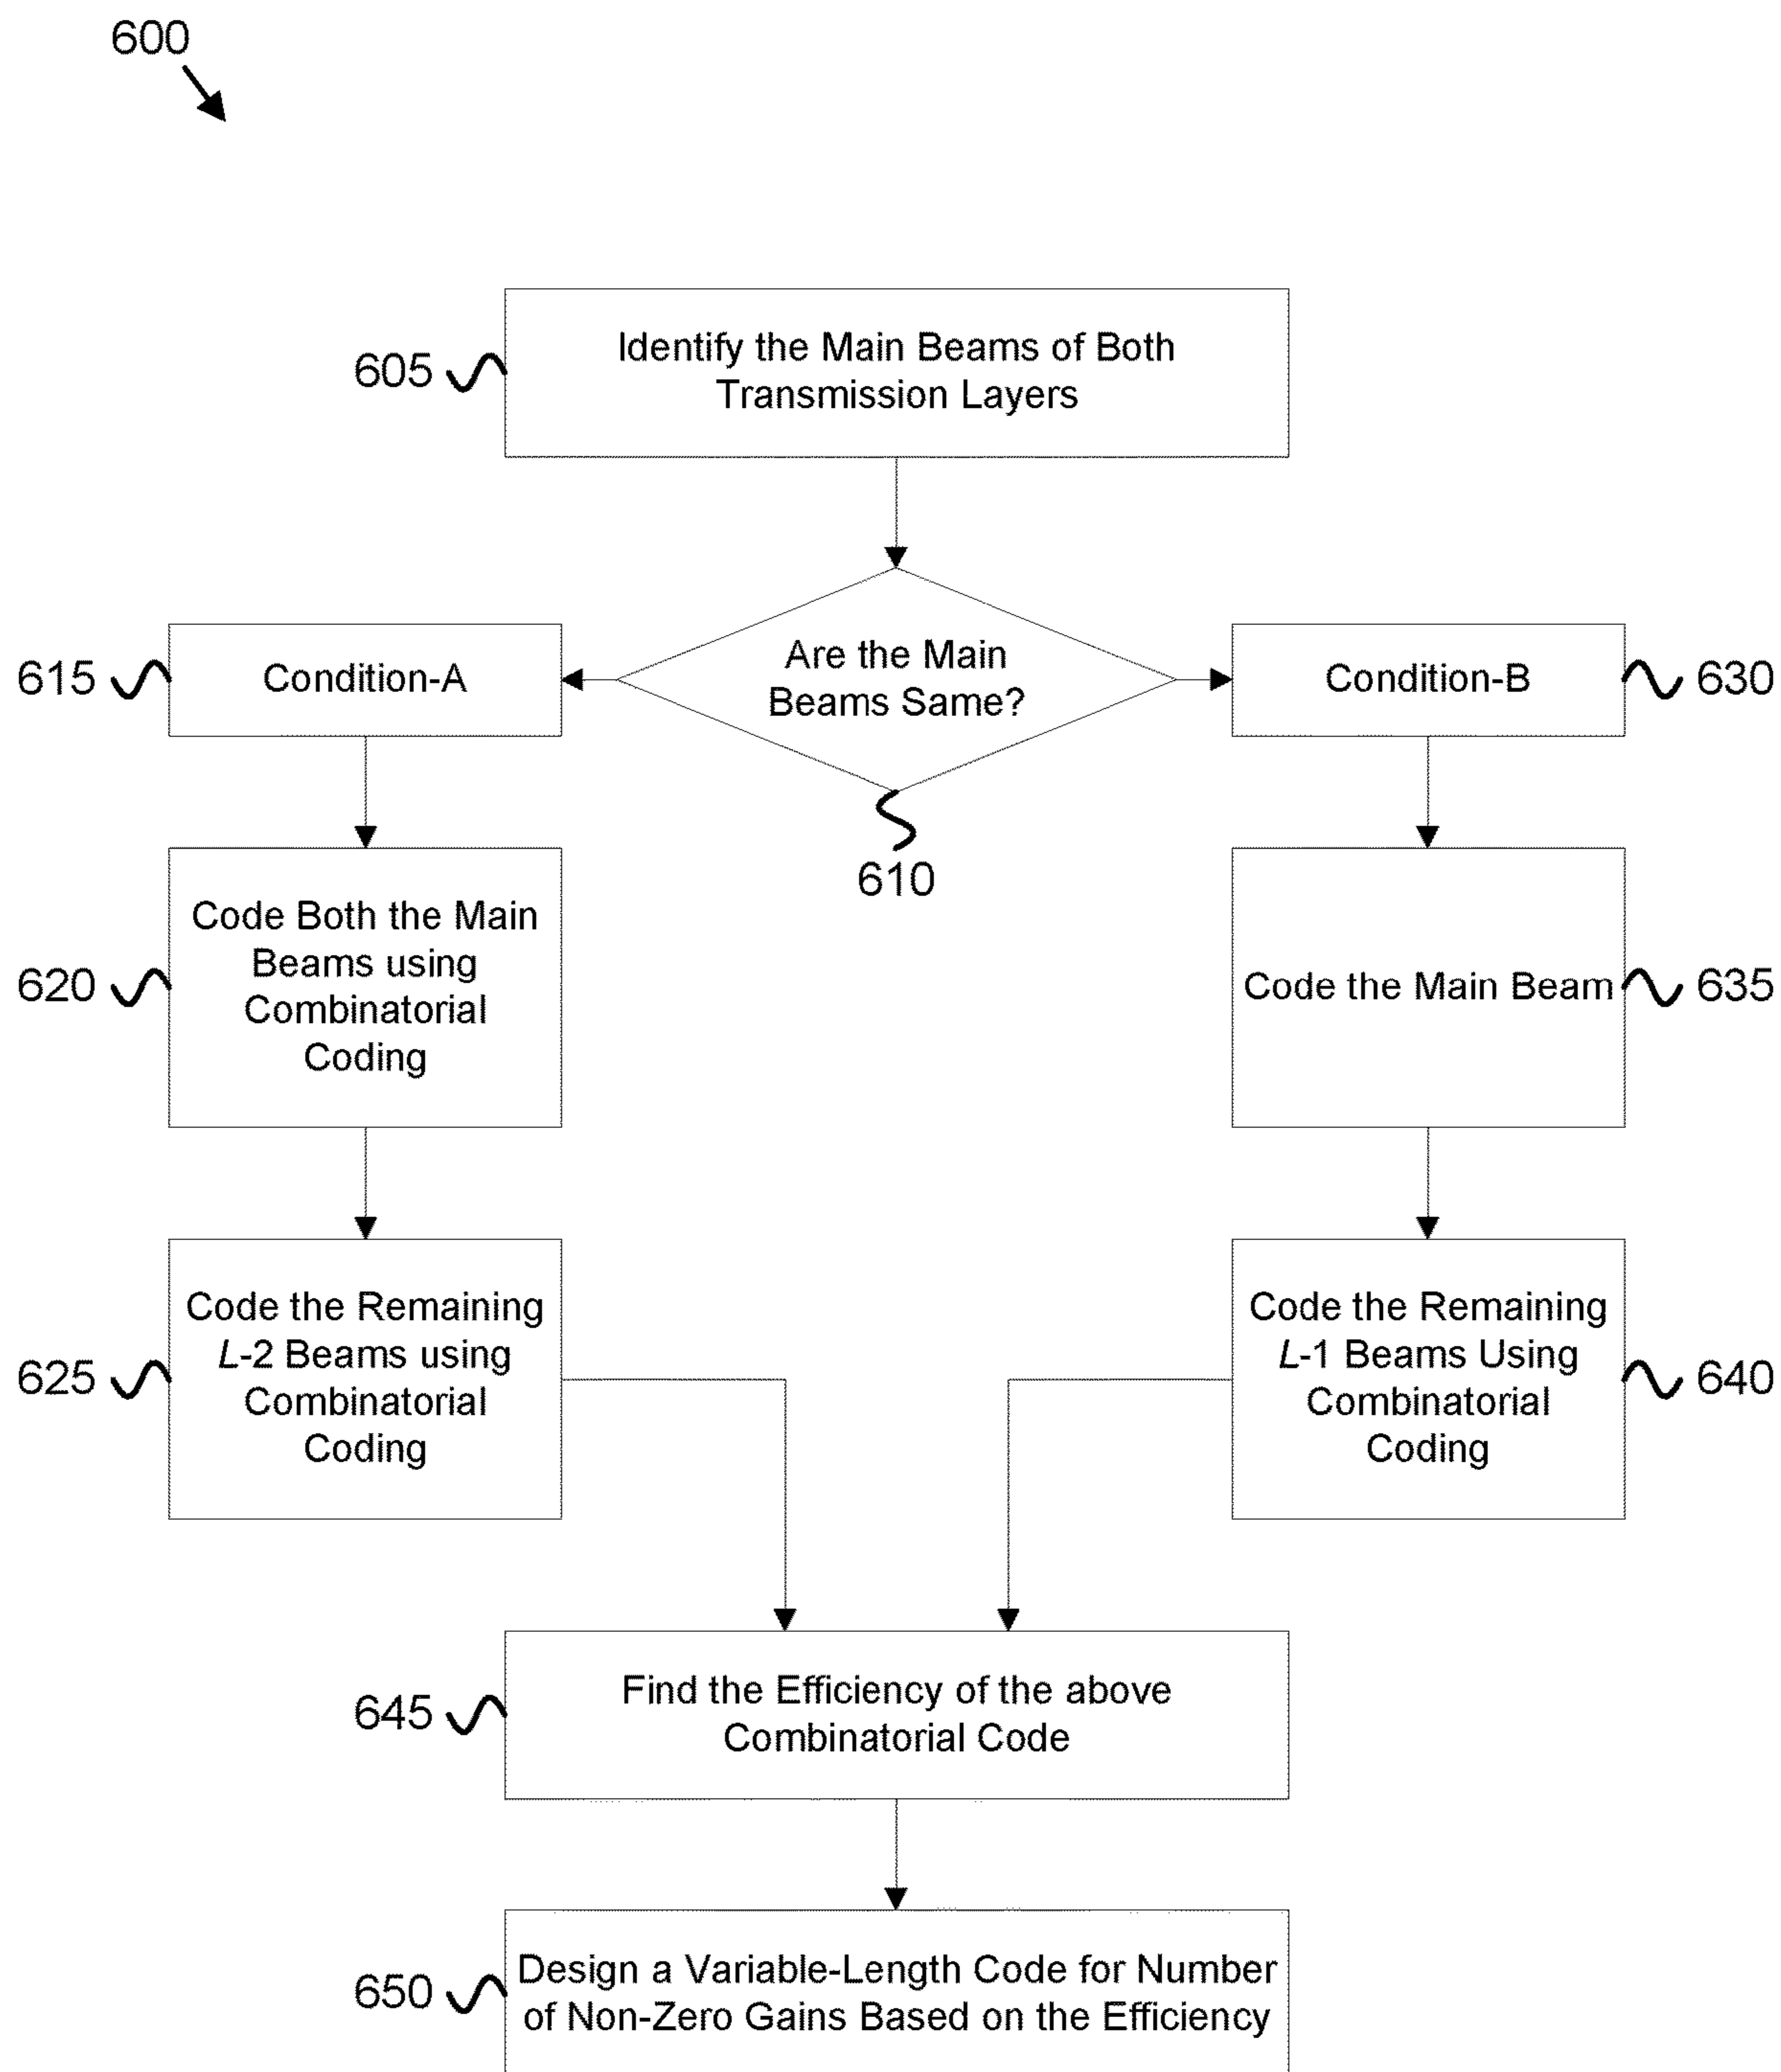 600
605
Identify the Main Beams of Both
Transmission Layers
Are the Main
Beams Same?
610
615
Condition-A
Condition-B
630
620
Code Both the Main
Beams using
Combinatorial
Coding
Code the Main Beam
635
625
Code the Remaining
L-2 Beams using
Combinatorial
Coding
Code the Remaining
L-1 Beams Using
Combinatorial
Coding
640
645
Find the Efficiency of the above
Combinatorial Code
650
Design a Variable-Length Code for Number
of Non-Zero Gains Based on the Efficiency